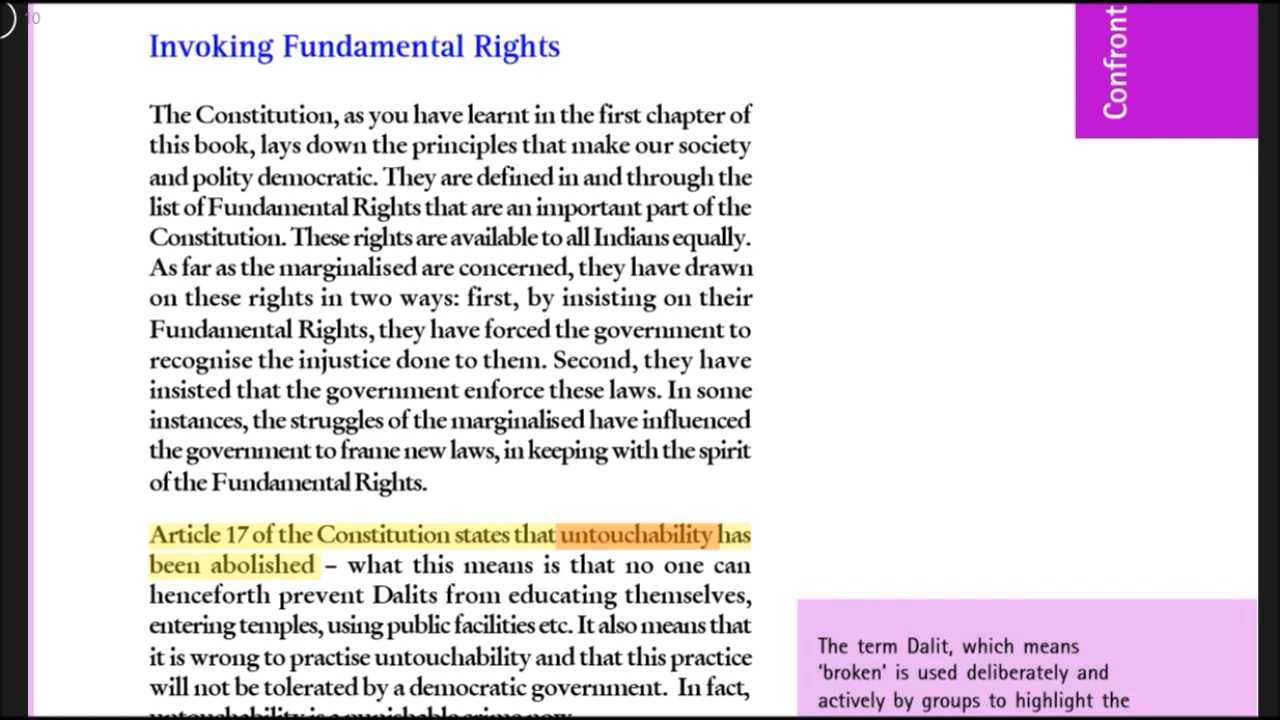 10
Confront
Invoking Fundamental Rights
The Constitution, as you have learnt in the first chapter of
this book, lays down the principles that make our society
and polity democratic. They are defined in and through the
list of Fundamental Rights that are an important part of the
Constitution. These rights are available to all Indians equally.
As far as the marginalised are concerned, they have drawn
on these rights in two ways: first, by insisting on their
Fundamental Rights, they have forced the government to
recognise the injustice done to them. Second, they have
insisted that the government enforce these laws. In some
instances, the struggles of the marginalised have influenced
the government to frame new laws, in keeping with the spirit
of the Fundamental Rights.
Article 17 of the Constitution states that untouchability has
been abolished – what this means is that no one can
henceforth prevent Dalits from educating themselves,
entering temples, using public facilities etc. It also means that
it is wrong to practise untouchability and that this practice
will not be tolerated by a democratic government. In fact,
untouchability is a punishable crime now.
The term Dalit, which means
‘broken’ is used deliberately and
actively by groups to highlight the